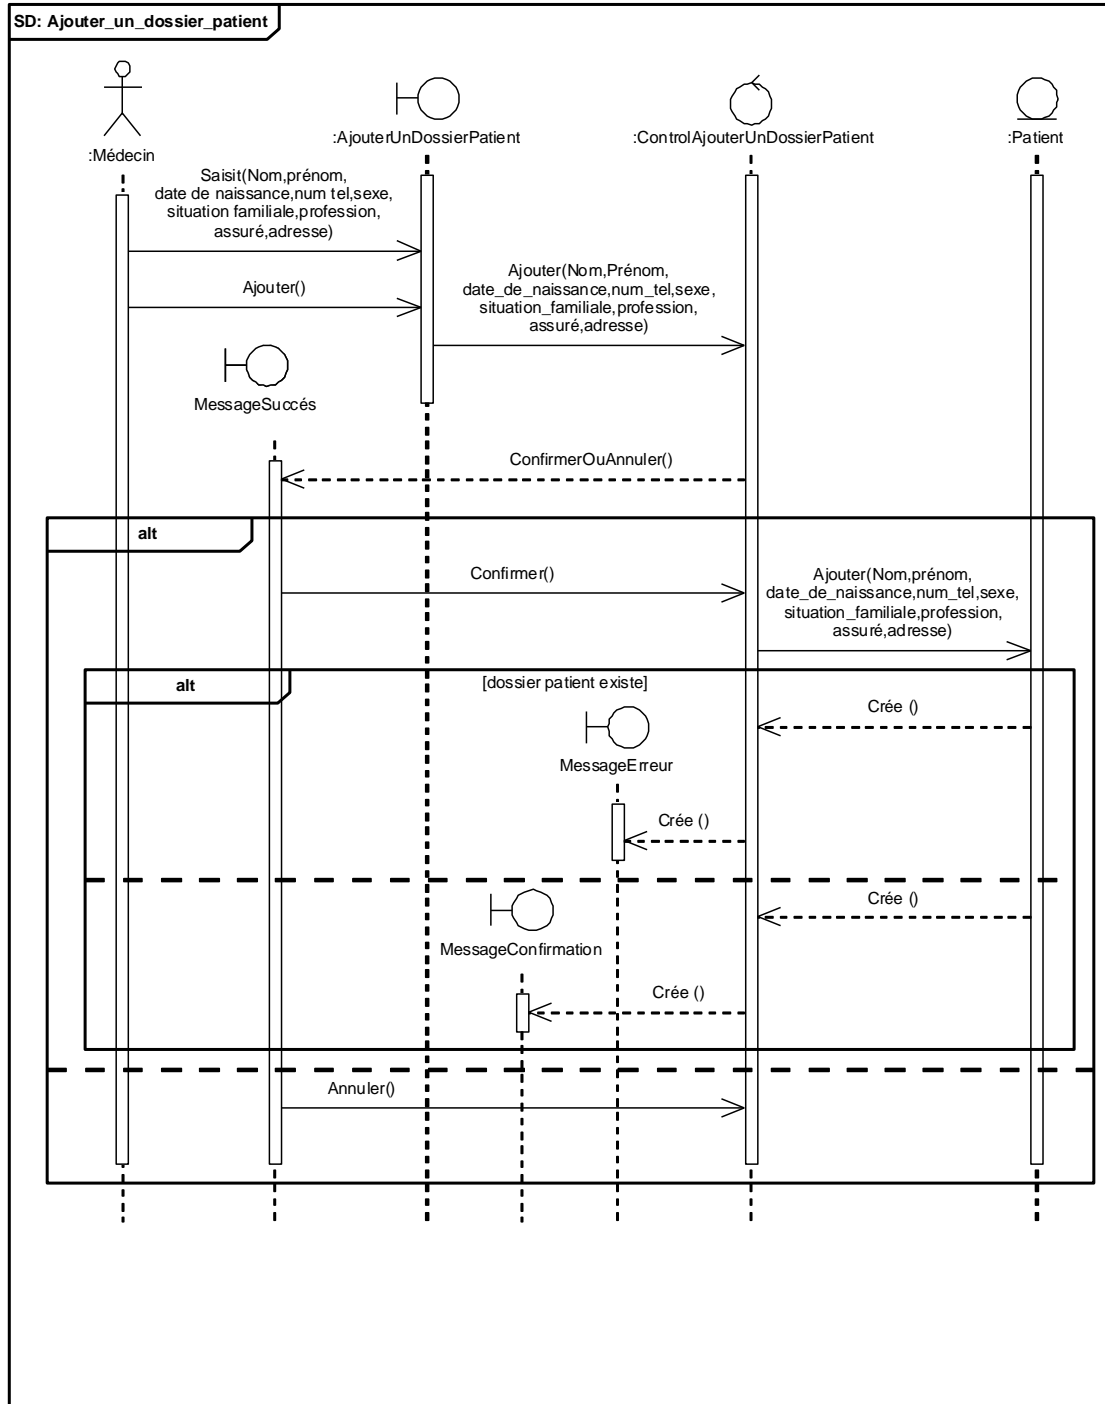 SD: Ajouter_un_dossier_patient
:Médecin
:AjouterUnDossierPatient
:ControlAjouterUnDossierPatient
:Patient
Saisit(Nom,prénom,
date de naissance,num tel,sexe,
situation familiale,profession,
assuré,adresse)
Ajouter()
Ajouter(Nom,Prénom,
date_de_naissance,num_tel,sexe,
situation_familiale,profession,
assuré,adresse)
MessageSuccés
ConfirmerOuAnnuler()
alt
Confirmer()
Ajouter(Nom,prénom,
date_de_naissance,num_tel,sexe,
situation_familiale,profession,
assuré,adresse)
alt
[dossier patient existe]
Crée ()
MessageErreur
Crée ()
Crée ()
MessageConfirmation
Crée ()
Annuler()